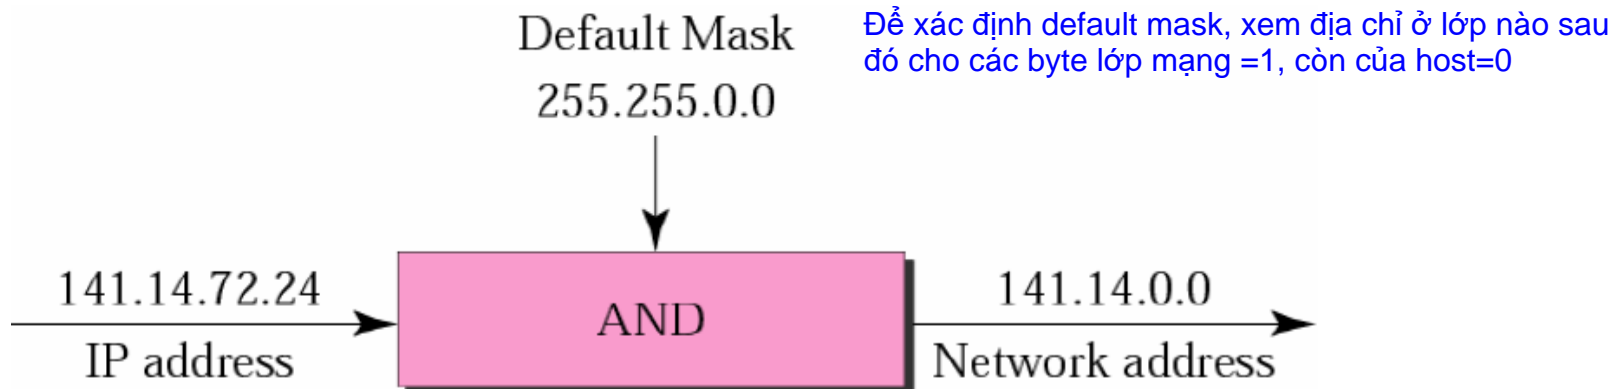 Default Mask
255.255.0.0
Để xác định default mask, xem địa chỉ ở lớp nào sau
đó cho các byte lớp mạng =1, còn của host=0
141.14.72.24
IP address
AND
141.14.0.0
Network address